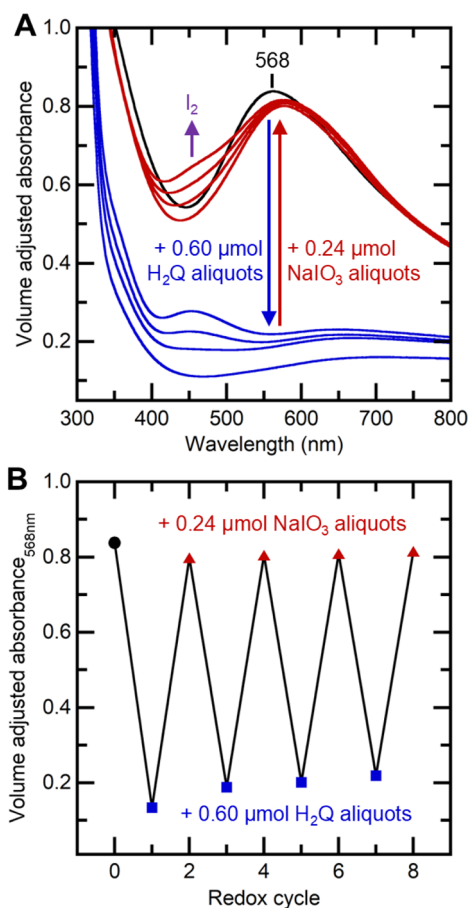 A
568
I₂
+ 0.60 µmol + 0.24 µmol
H₂Q aliquots NaIO₃ aliquots
Volume adjusted absorbance
1.0
0.8
0.6
0.4
0.2
300 400 500 600 700 800
Wavelength (nm)
B
+ 0.24 µmol NaIO₃ aliquots
Volume adjusted absorbance₅₆₈ₙₘ
1.0
0.8
0.6
0.4
0.2
+ 0.60 µmol H₂Q aliquots
0 2 4 6 8
Redox cycle